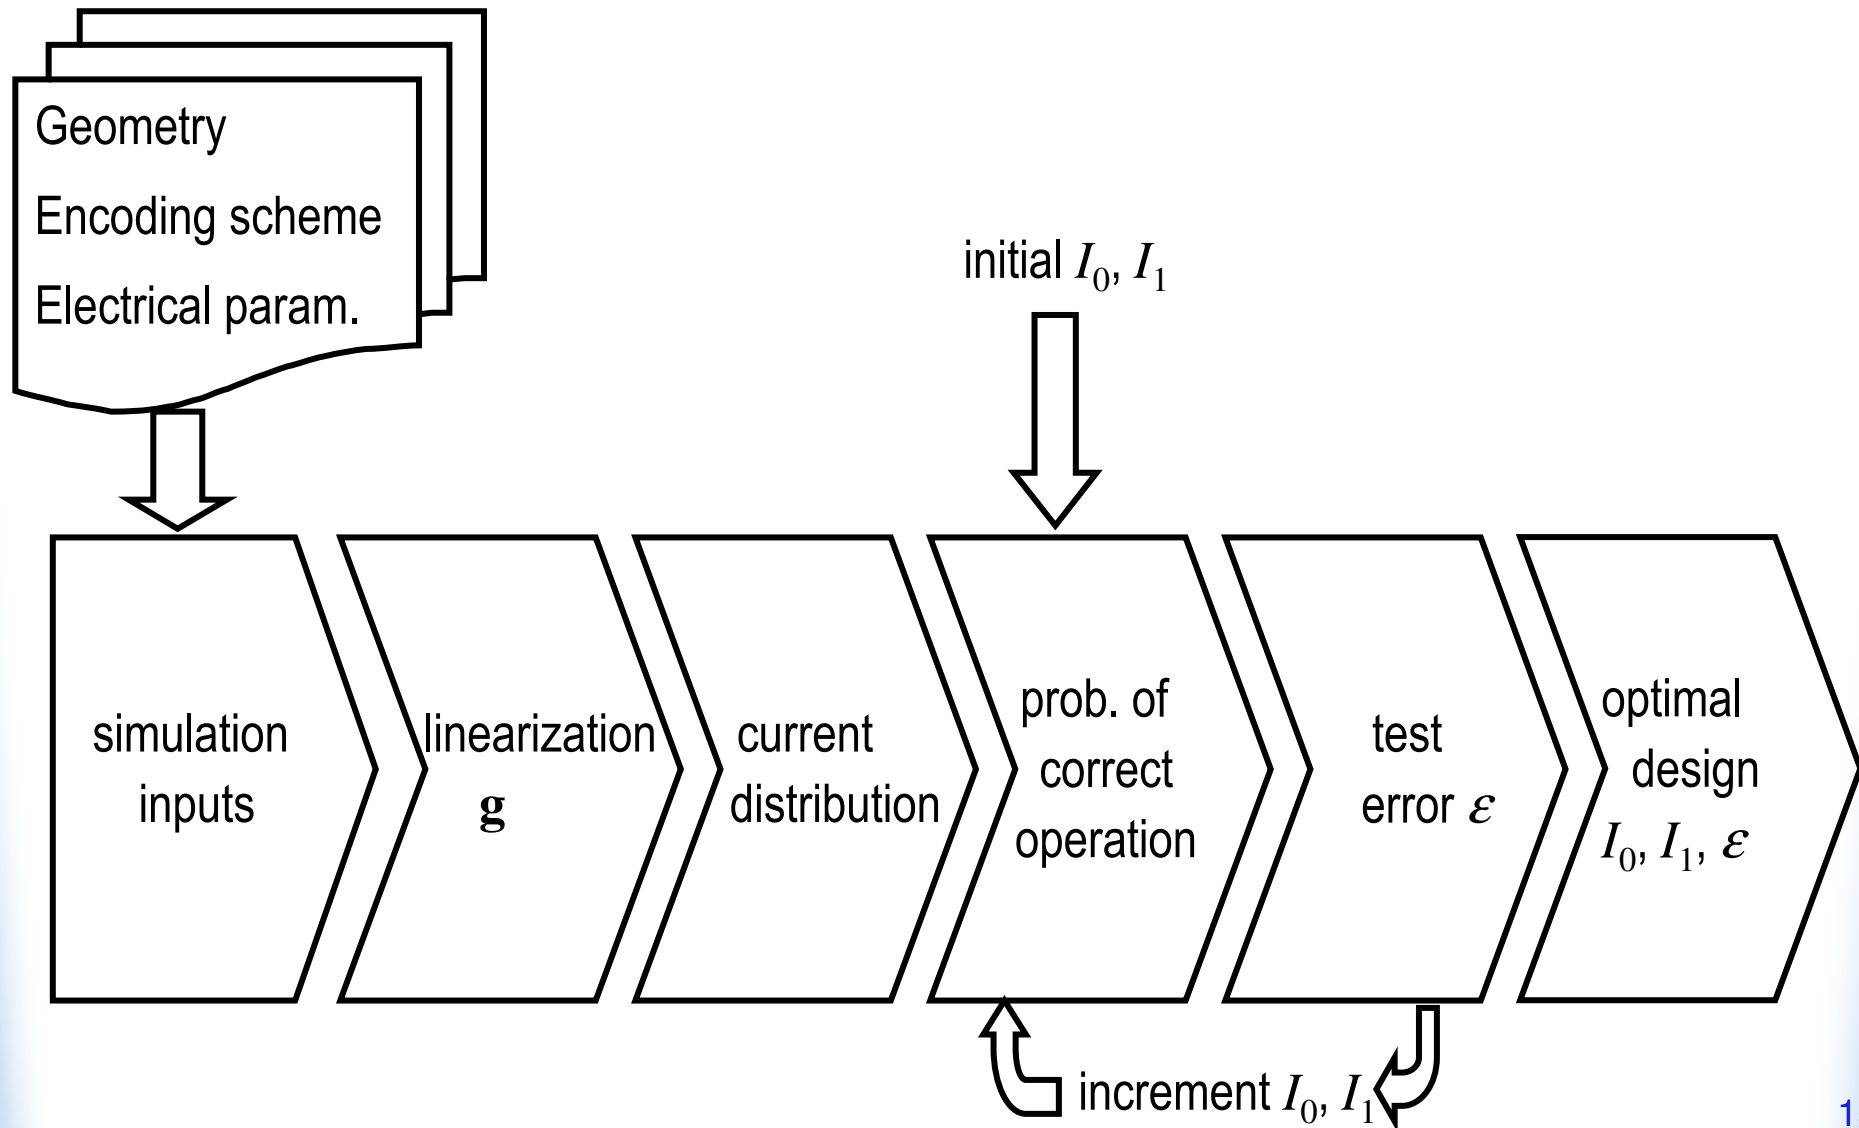 Geometry
Encoding scheme
Electrical param.
initial I₀, I₁
simulation
inputs
linearization
g
current
distribution
prob. of
correct
operation
test
error ε
optimal
design
I₀, I₁, ε
increment I₀, I₁
1